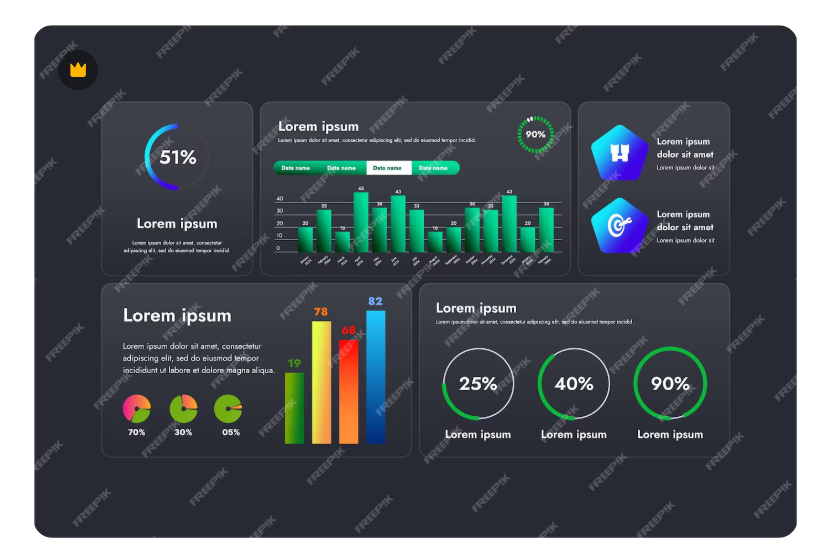 51%
Lorem ipsum
Lorem ipsum dolor sit amet, consectetur
adipiscing elit, sed do eiusmod tempor incidid
Lorem ipsum
Lorem ipsum dolor sit amet, consectetur adipiscing elit, sed do eiusmod tempor incidid.
90%
Data name Data name Data name Data name
40
30
20
10
0
20 35 16 48 36 43 33 16 20 36 33 43 20 36
Lorem ipsum
dolor sit amet
Lorem ipsum dolor sit
Lorem ipsum
dolor sit amet
Lorem ipsum dolor sit
Lorem ipsum
Lorem ipsum dolor sit amet, consectetur
adipiscing elit, sed do eiusmod tempor
incididunt ut labore et dolore magna aliqua.
70% 30% 05%
19 78 68 82
Lorem ipsum
Lorem ipsum dolor sit amet, consectetur adipiscing elit, sed do eiusmod tempor incidid.
25% 40% 90%
Lorem ipsum Lorem ipsum Lorem ipsum
FREEPIK